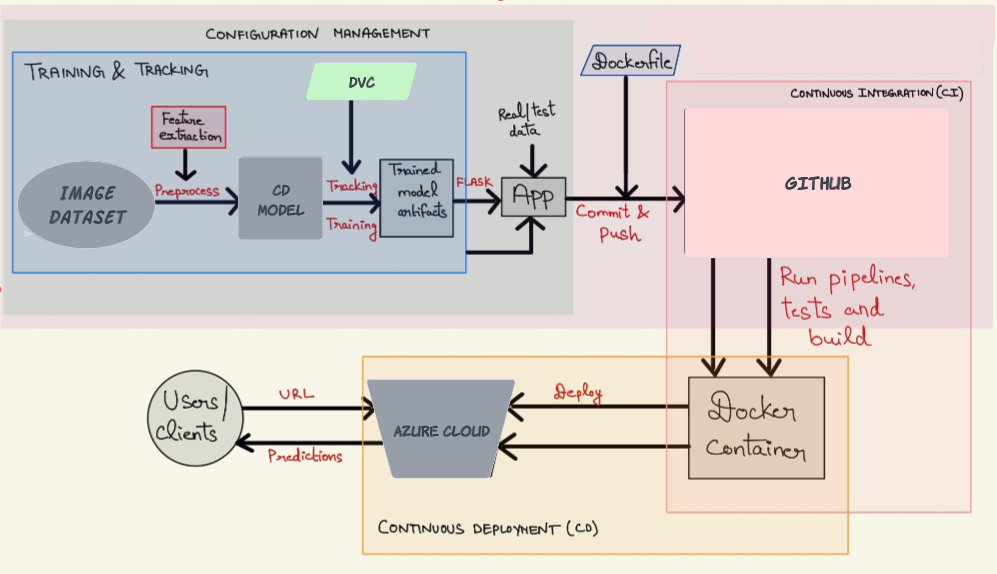 CONFIGURATION MANAGEMENT
TRAINING & TRACKING
DVC
Feature
extraction
IMAGE
DATASET
Preprocess
CD
MODEL
Tracking
Training
Trained
model
artifacts
FLASK
Real/test
data
APP
Dockerfile
Commit &
Push
CONTINUOUS INTEGRATION (CI)
GITHUB
Run pipelines,
tests and
build
Docker
Container
Deploy
AZURE CLOUD
CONTINUOUS DEPLOYMENT (CD)
URL
Predictions
Users/
clients